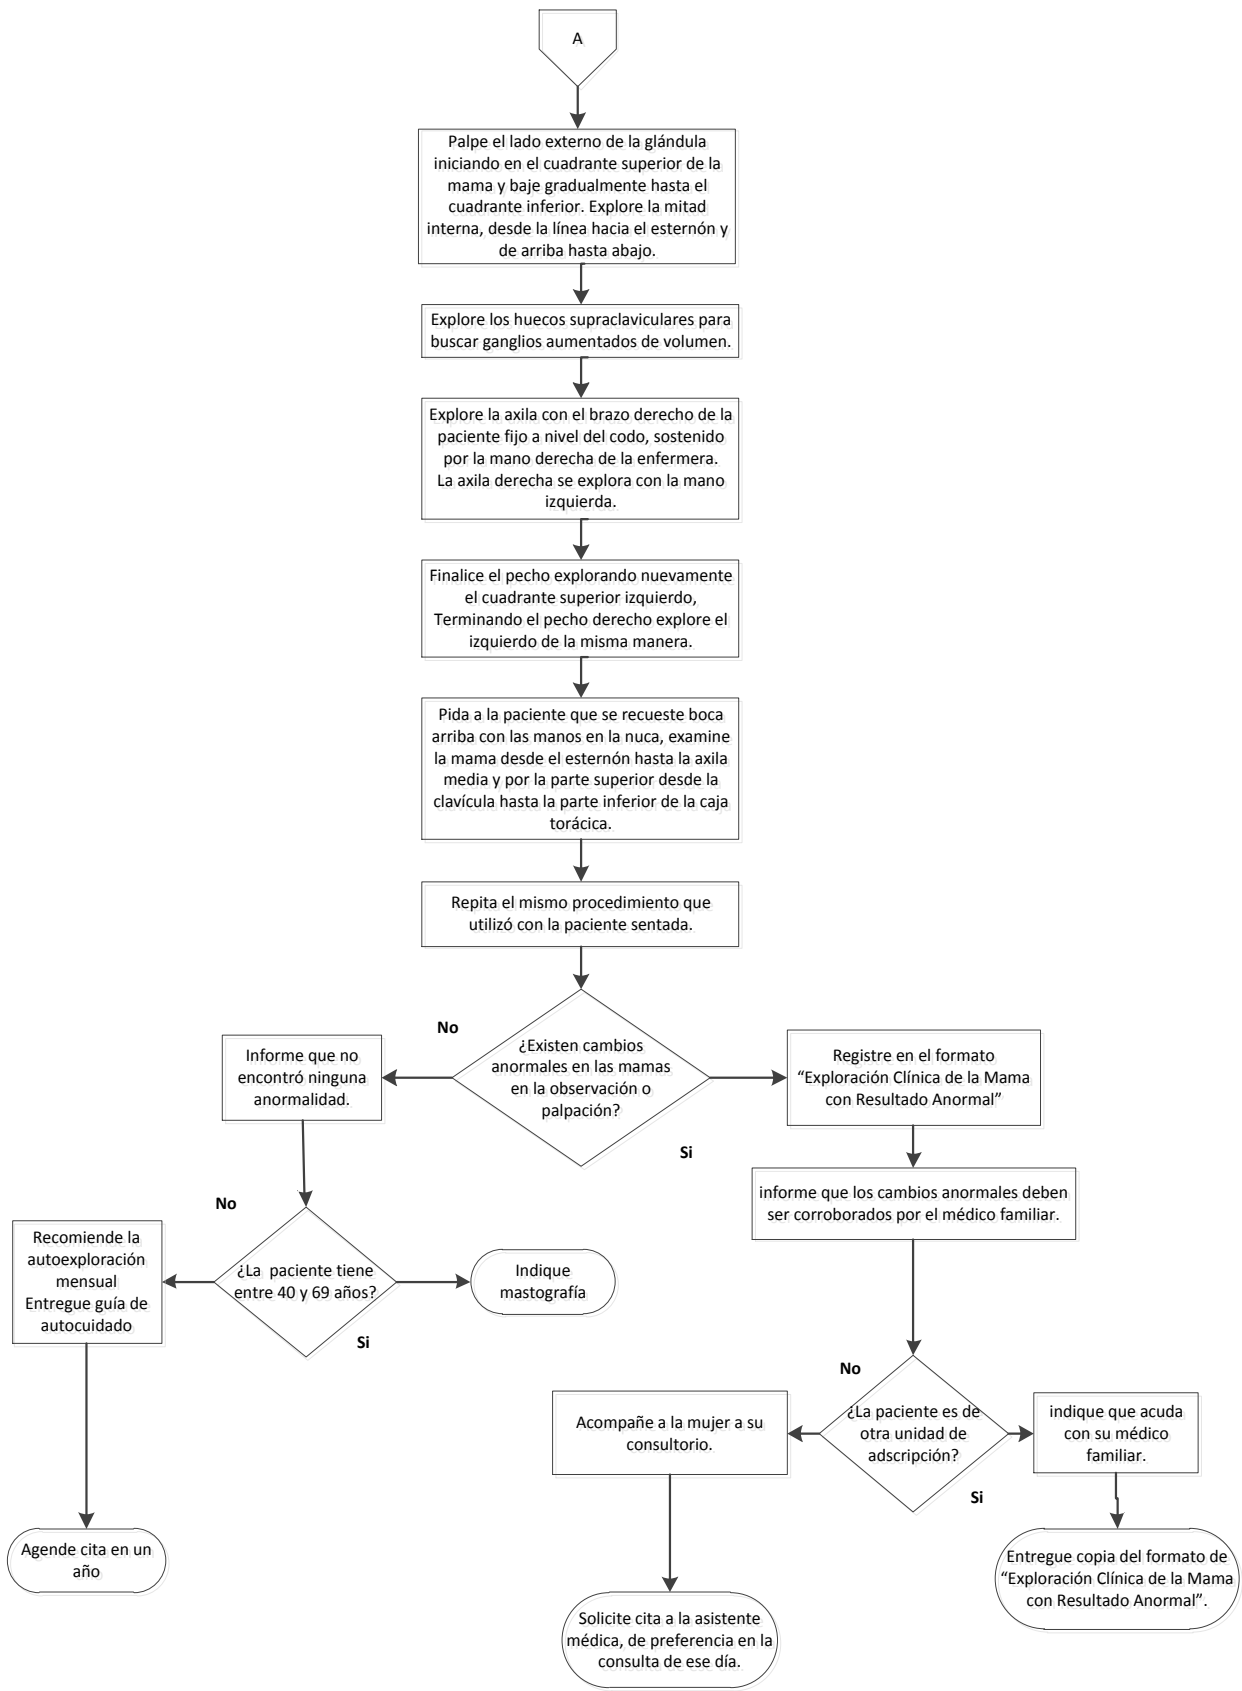 A
Palpe el lado externo de la glándula
iniciando en el cuadrante superior de la
mama y baje gradualmente hasta el
cuadrante inferior. Explore la mitad
interna, desde la línea hacia el esternón y
de arriba hasta abajo.
Explore los huecos supraclaviculares para
buscar ganglios aumentados de volumen.
Explore la axila con el brazo derecho de la
paciente fijo a nivel del codo, sostenido
por la mano derecha de la enfermera.
La axila derecha se explora con la mano
izquierda.
Finalice el pecho explorando nuevamente
el cuadrante superior izquierdo,
Terminando el pecho derecho explore el
izquierdo de la misma manera.
Pida a la paciente que se recueste boca
arriba con las manos en la nuca, examine
la mama desde el esternón hasta la axila
media y por la parte superior desde la
clavícula hasta la parte inferior de la caja
torácica.
Repita el mismo procedimiento que
utilizó con la paciente sentada.
¿Existen cambios
anormales en las mamas
en la observación o
palpación?
No
Si
Informe que no
encontró ninguna
anormalidad.
Registre en el formato
“Exploración Clínica de la Mama
con Resultado Anormal”
informe que los cambios anormales deben
ser corroborados por el médico familiar.
¿La paciente tiene
entre 40 y 69 años?
No
Si
Recomiende la
autoexploración
mensual
Entregue guía de
autocuidado
Indique
mastografía
Agende cita en un
año
¿La paciente es de
otra unidad de
adscripción?
No
Si
Acompañe a la mujer a su
consultorio.
indique que acuda
con su médico
familiar.
Solicite cita a la asistente
médica, de preferencia en la
consulta de ese día.
Entregue copia del formato de
“Exploración Clínica de la Mama
con Resultado Anormal”.